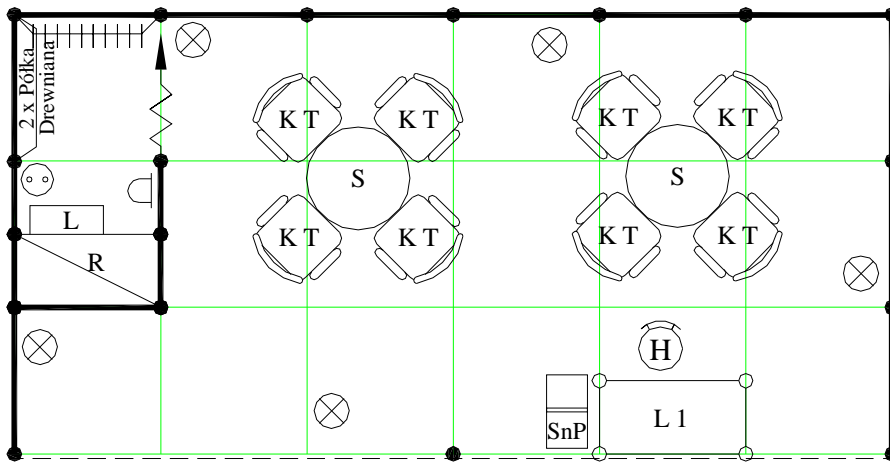 2 x Półka
Drewniana
K T
K T
K T
K T
S
S
K T
K T
K T
K T
L
R
H
L 1
SnP